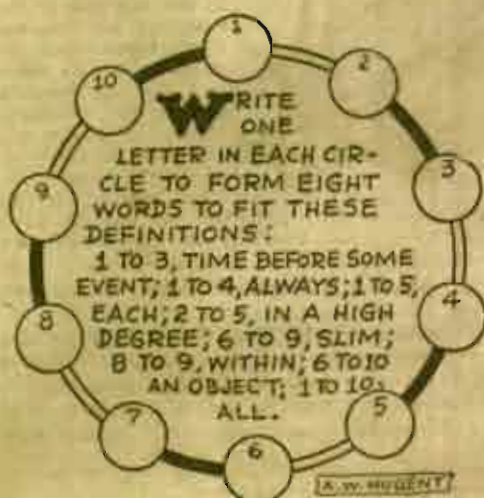 1
2
3
4
5
6
7
8
9
10
WRITE
ONE
LETTER IN EACH CIR-
CLE TO FORM EIGHT
WORDS TO FIT THESE
DEFINITIONS:
1 TO 3, TIME BEFORE SOME
EVENT; 1 TO 4, ALWAYS; 1 TO 5,
EACH; 2 TO 5, IN A HIGH
DEGREE; 6 TO 9, SLIM;
8 TO 9, WITHIN; 6 TO 10
AN OBJECT; 1 TO 10,
ALL.
A.W. NUGENT